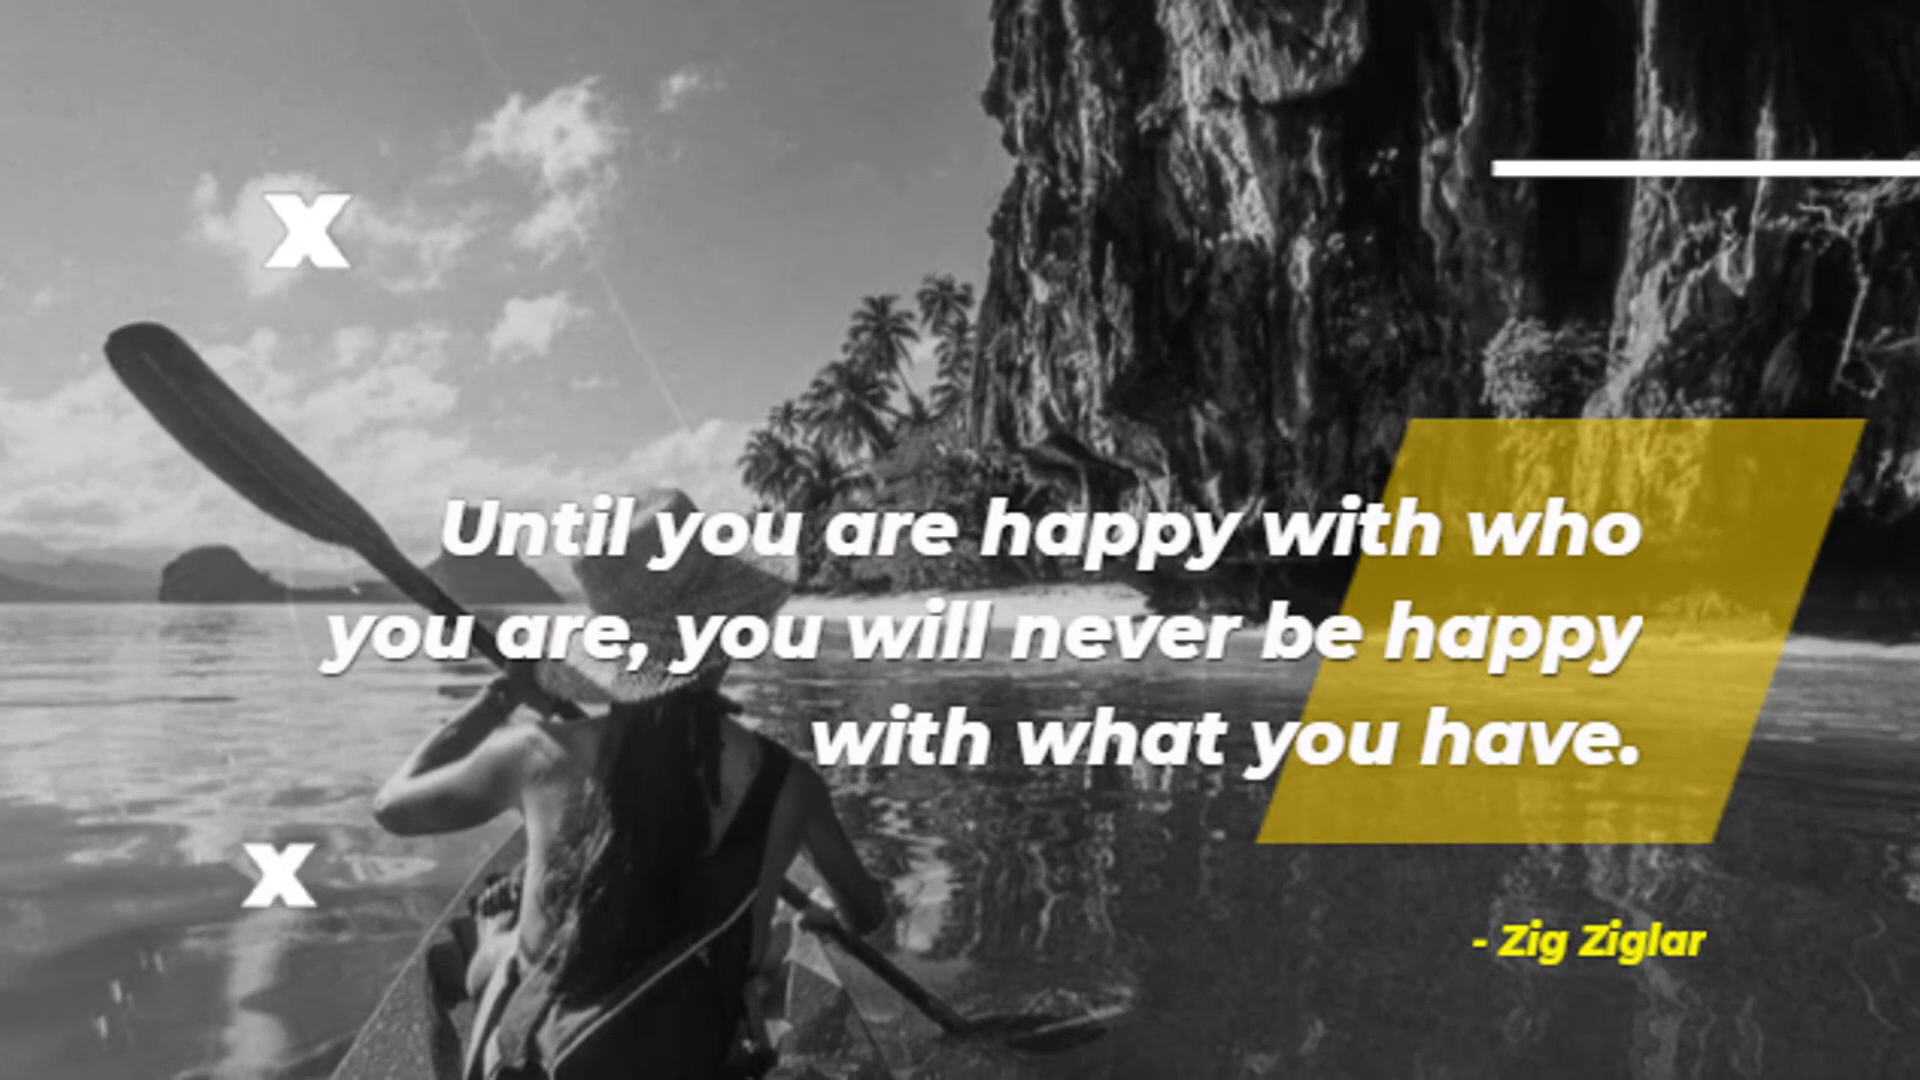 x
Until you are happy with who
you are, you will never be happy
with what you have.
x
- Zig Ziglar